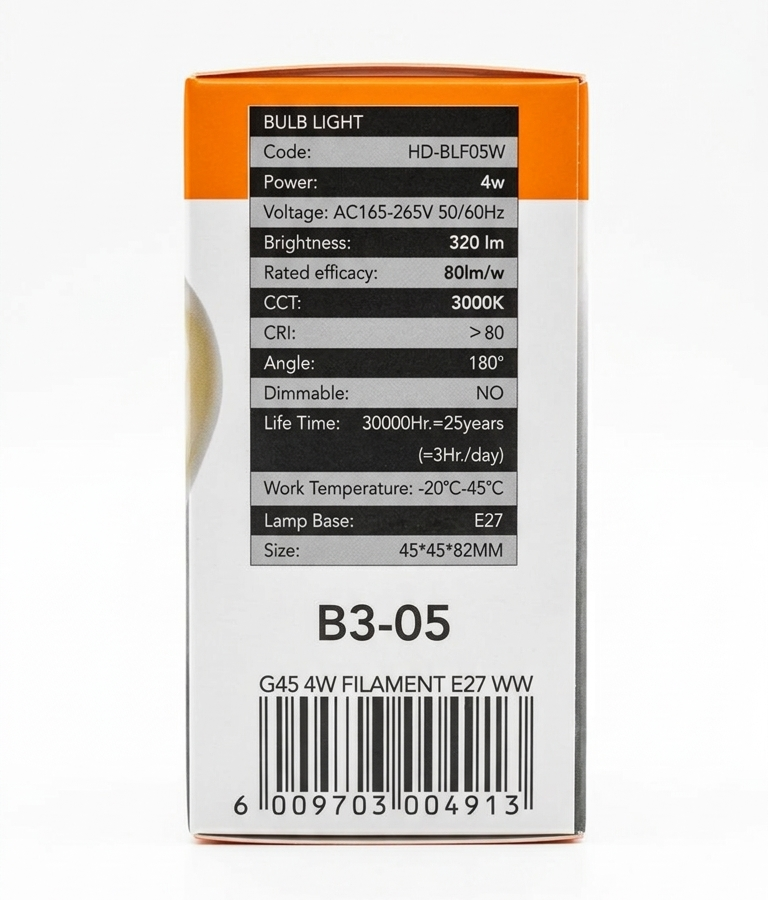 BULB LIGHT
Code: HD-BLF05W
Power: 4w
Voltage: AC165-265V 50/60Hz
Brightness: 320 lm
Rated efficacy: 80lm/w
CCT: 3000K
CRI: >80
Angle: 180°
Dimmable: NO
Life Time: 30000Hr.=25years
(=3Hr./day)
Work Temperature: -20°C-45°C
Lamp Base: E27
Size: 45*45*82MM
B3-05
G45 4W FILAMENT E27 WW
6 009703 004913